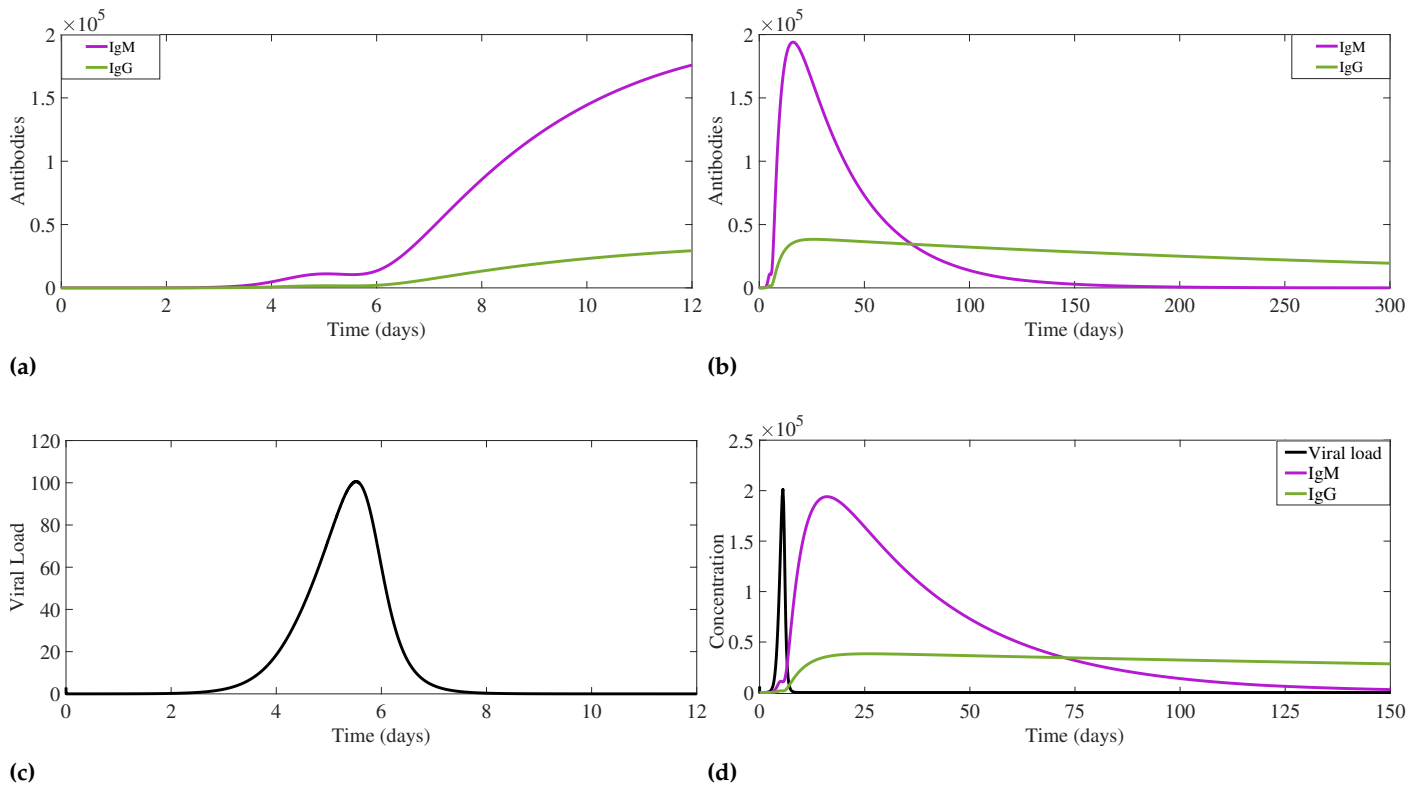 ×10^5
2
1.5
1
0.5
0
Antibodies
IgM
IgG
0 2 4 6 8 10 12
Time (days)
(a)
×10^5
2
1.5
1
0.5
0
Antibodies
IgM
IgG
0 50 100 150 200 250 300
Time (days)
(b)
120
100
80
60
40
20
0
Viral Load
0 2 4 6 8 10 12
Time (days)
(c)
×10^5
2.5
2
1.5
1
0.5
0
Concentration
Viral load
IgM
IgG
0 25 50 75 100 125 150
Time (days)
(d)